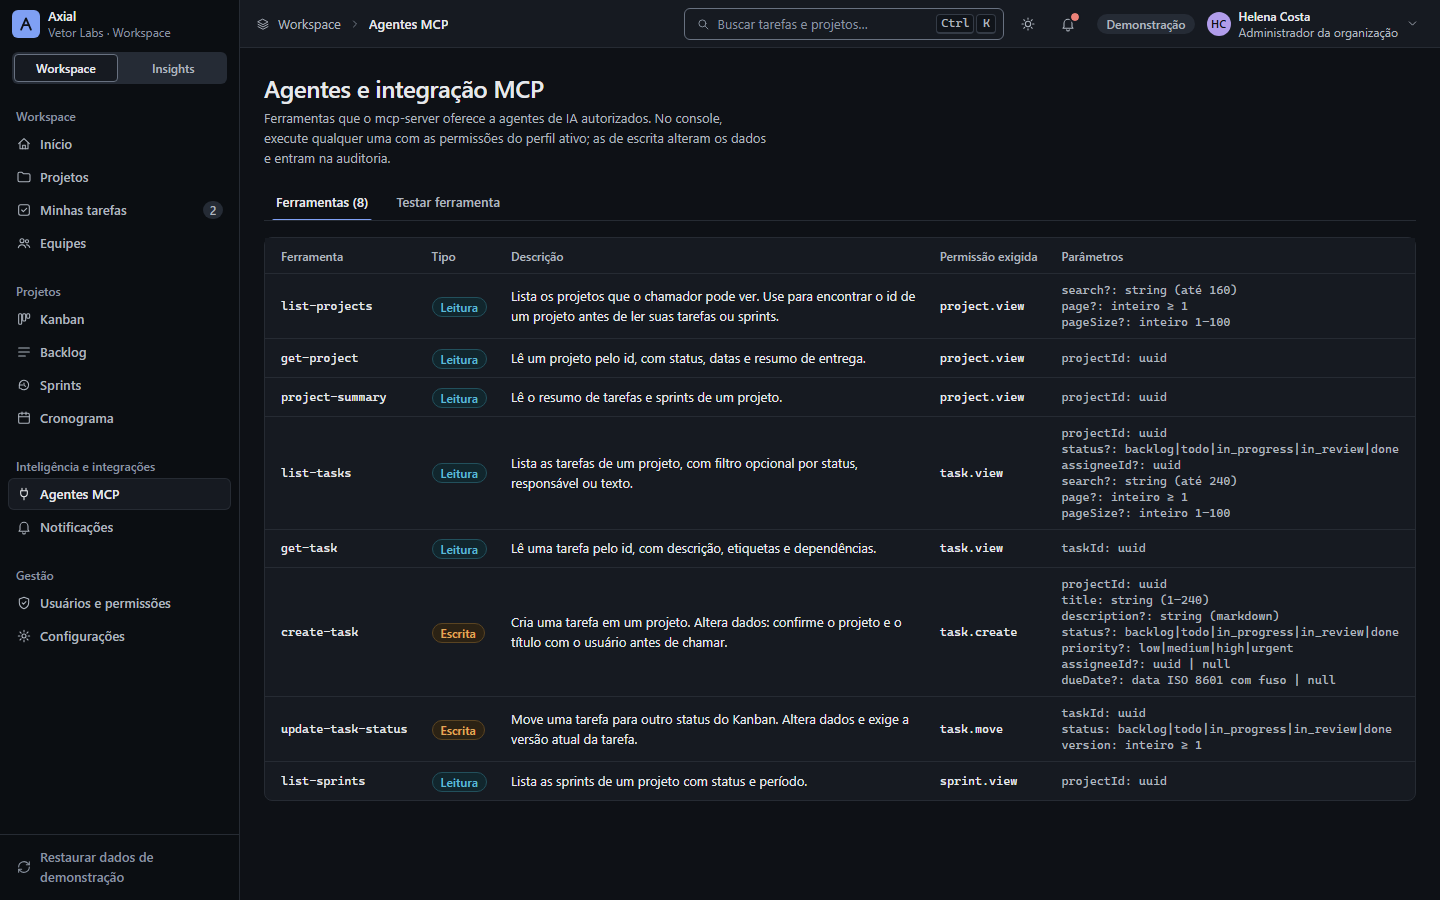 A
Axial
Vetor Labs · Workspace
Workspace
Insights
Workspace
Início
Projetos
Minhas tarefas
2
Equipes
Projetos
Kanban
Backlog
Sprints
Cronograma
Inteligência e integrações
Agentes MCP
Notificações
Gestão
Usuários e permissões
Configurações
Restaurar dados de
demonstração
Workspace
Agentes MCP
Buscar tarefas e projetos...
Ctrl K
Demonstração
HC
Helena Costa
Administrador da organização
Agentes e integração MCP
Ferramentas que o mcp-server oferece a agentes de IA autorizados. No console,
execute qualquer uma com as permissões do perfil ativo; as de escrita alteram os dados
e entram na auditoria.
Ferramentas (8)
Testar ferramenta
Ferramenta
Tipo
Descrição
Permissão exigida
Parâmetros
list-projects
Leitura
Lista os projetos que o chamador pode ver. Use para encontrar o id de
um projeto antes de ler suas tarefas ou sprints.
project.view
search?: string (até 160)
page?: inteiro ≥ 1
pageSize?: inteiro 1-100
get-project
Leitura
Lê um projeto pelo id, com status, datas e resumo de entrega.
project.view
projectId: uuid
project-summary
Leitura
Lê o resumo de tarefas e sprints de um projeto.
project.view
projectId: uuid
list-tasks
Leitura
Lista as tarefas de um projeto, com filtro opcional por status,
responsável ou texto.
task.view
projectId: uuid
status?: backlog|todo|in_progress|in_review|done
assigneeId?: uuid
search?: string (até 240)
page?: inteiro ≥ 1
pageSize?: inteiro 1-100
get-task
Leitura
Lê uma tarefa pelo id, com descrição, etiquetas e dependências.
task.view
taskId: uuid
create-task
Escrita
Cria uma tarefa em um projeto. Altera dados: confirme o projeto e o
título com o usuário antes de chamar.
task.create
projectId: uuid
title: string (1-240)
description?: string (markdown)
status?: backlog|todo|in_progress|in_review|done
priority?: low|medium|high|urgent
assigneeId?: uuid | null
dueDate?: data ISO 8601 com fuso | null
update-task-status
Escrita
Move uma tarefa para outro status do Kanban. Altera dados e exige a
versão atual da tarefa.
task.move
taskId: uuid
status: backlog|todo|in_progress|in_review|done
version: inteiro ≥ 1
list-sprints
Leitura
Lista as sprints de um projeto com status e período.
sprint.view
projectId: uuid